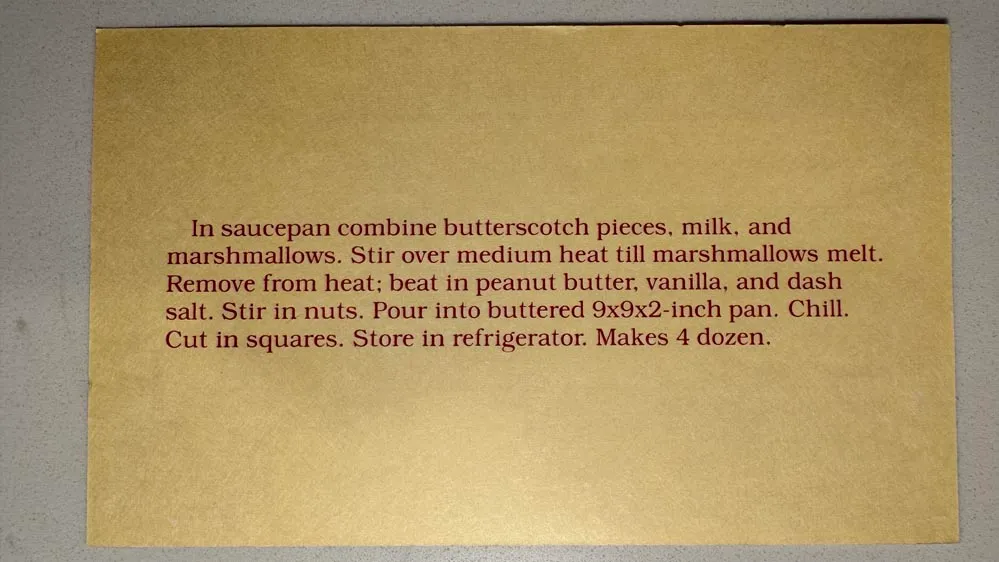 In saucepan combine butterscotch pieces, milk, and
marshmallows. Stir over medium heat till marshmallows melt.
Remove from heat; beat in peanut butter, vanilla, and dash
salt. Stir in nuts. Pour into buttered 9x9x2-inch pan. Chill.
Cut in squares. Store in refrigerator. Makes 4 dozen.